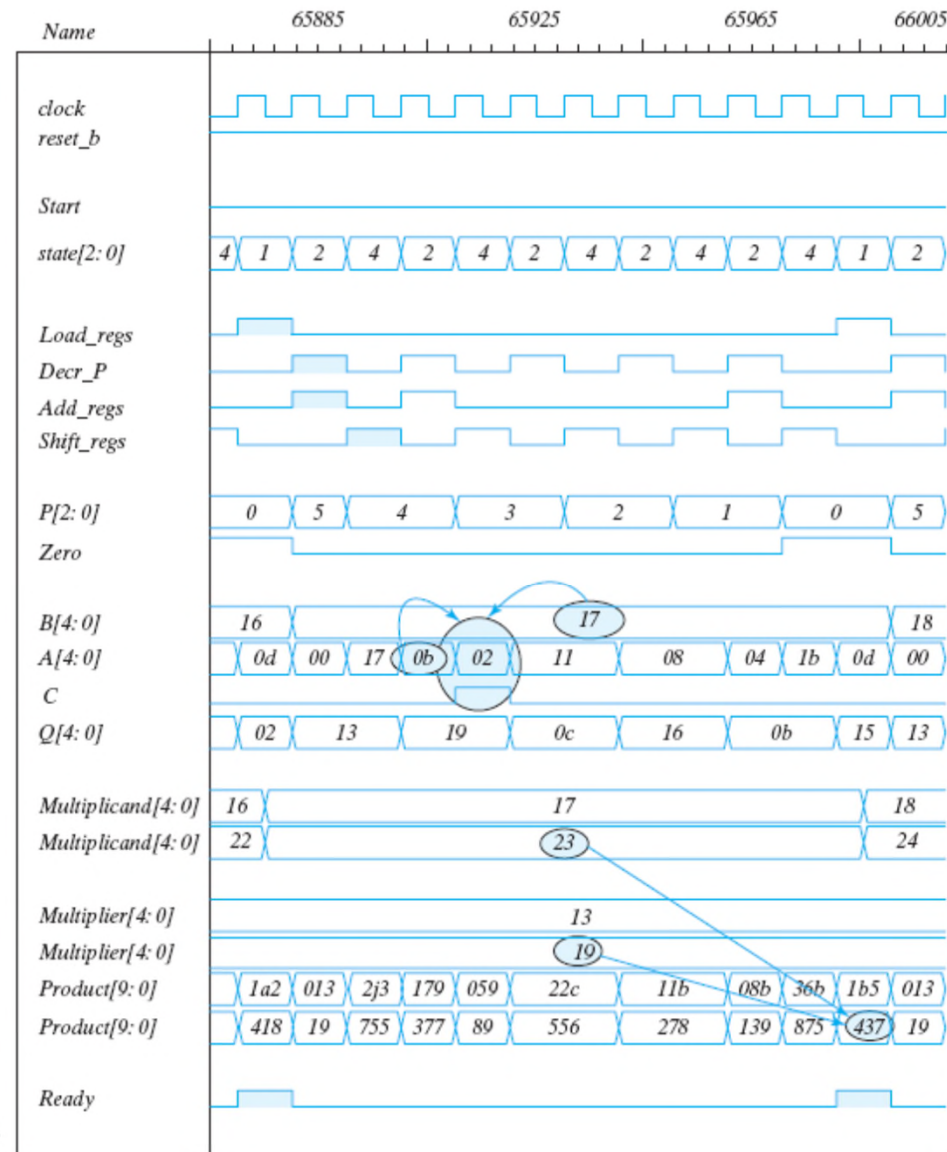 Name 65885 65925 65965 66005
clock
reset_b
Start
state[2: 0] 4 1 2 4 2 4 2 4 2 4 2 4 1 2
Load_regs
Decr_P
Add_regs
Shift_regs
P[2: 0] 0 5 4 3 2 1 0 5
Zero
B[4: 0] 16 17 18
A[4: 0] 0d 00 17 0b 02 11 08 04 1b 0d 00
C
Q[4: 0] 02 13 19 0c 16 0b 15 13
Multiplicand[4: 0] 16 17 18
Multiplicand[4: 0] 22 23 24
Multiplier[4: 0] 13
Multiplier[4: 0] 19
Product[9: 0] 1a2 013 2j3 179 059 22c 11b 08b 36b 1b5 013
Product[9: 0] 418 19 755 377 89 556 278 139 875 437 19
Ready